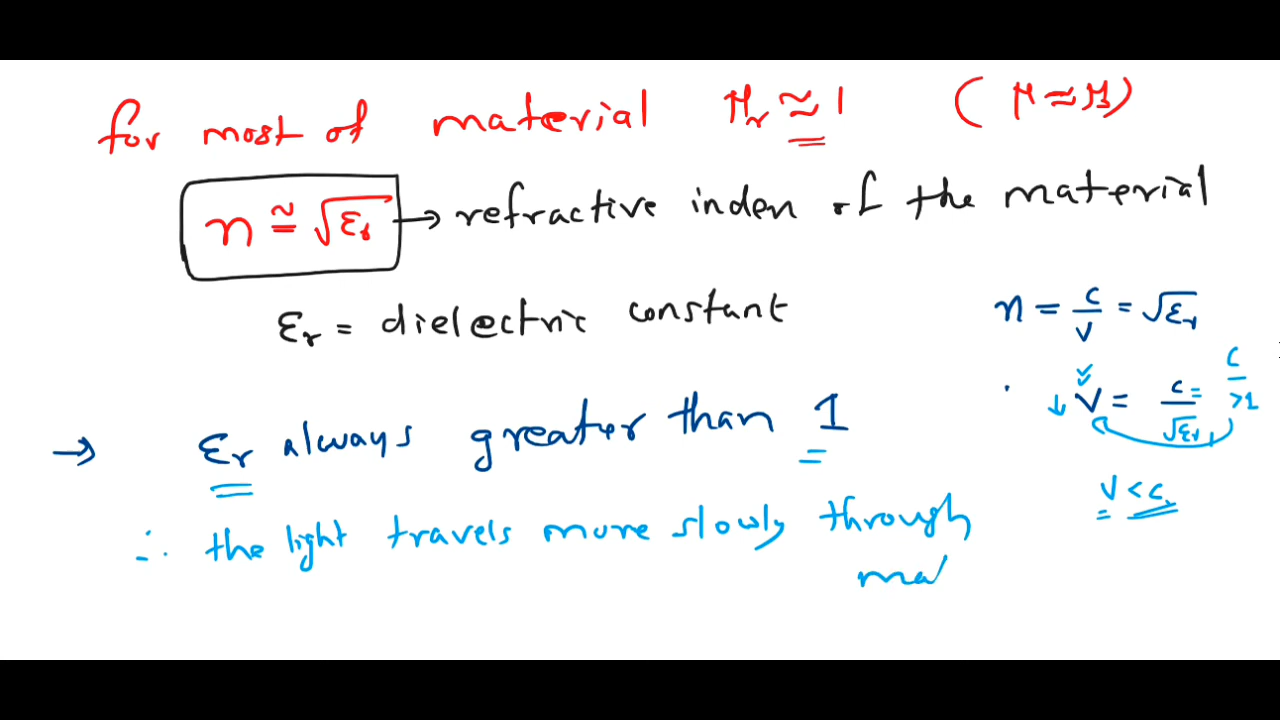 for most of material μr ≈ 1 ( μ ≈ μ0 )
n ≅ √εr → refractive index of the material
εr = dielectric constant
n = c/v = √εr
↓ v = c/√εr = c/>1
→ εr always greater than 1
v < c
∴ the light travels more slowly through
ma